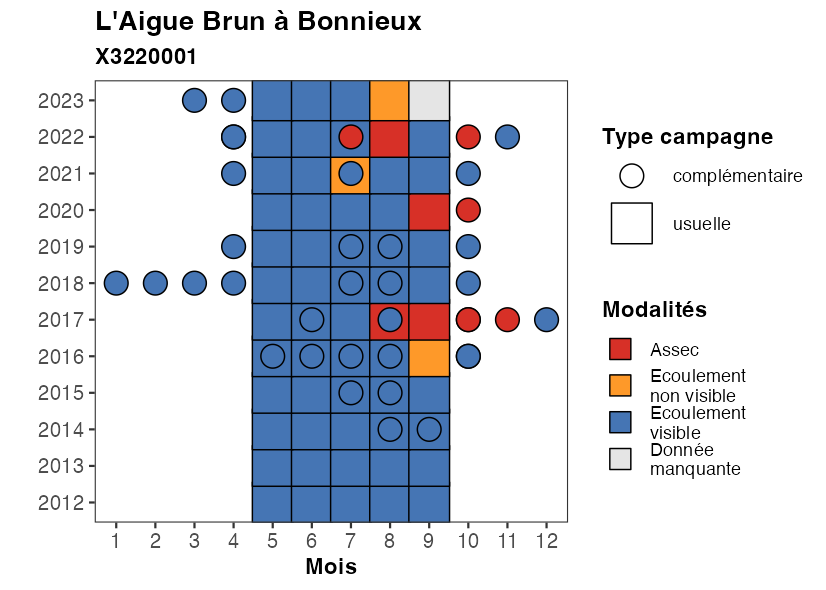 L'Aigue Brun à Bonnieux
X3220001
2023
2022
2021
2020
2019
2018
2017
2016
2015
2014
2013
2012
1 2 3 4 5 6 7 8 9 10 11 12
Mois
Type campagne
complémentaire
usuelle
Modalités
Assec
Ecoulement
non visible
Ecoulement
visible
Donnée
manquante